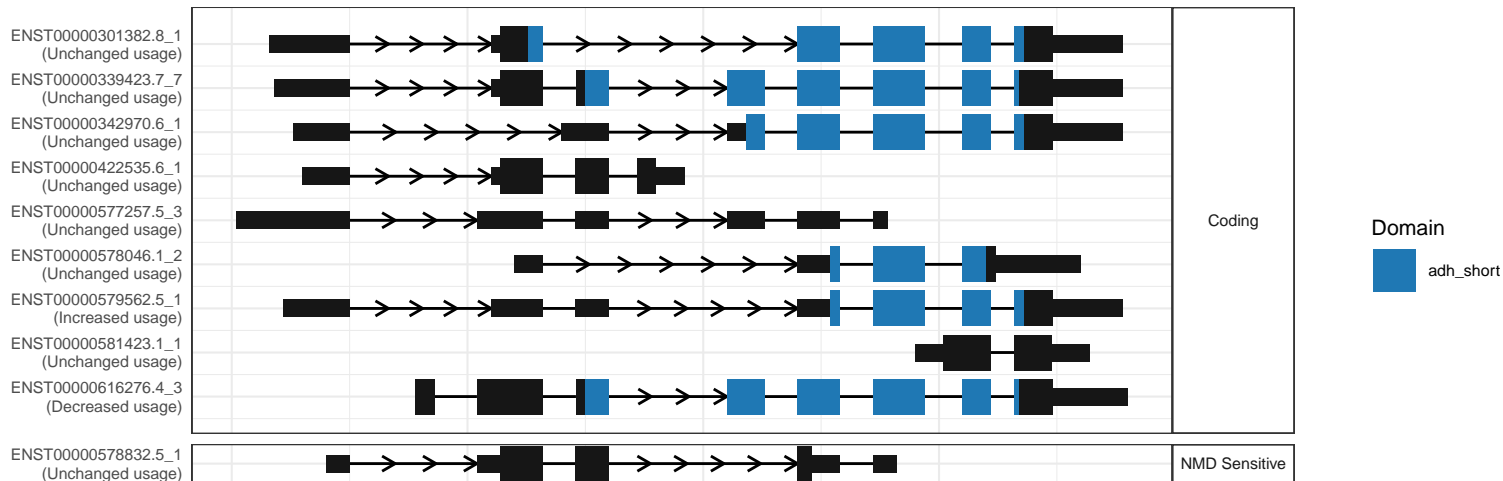 ENST00000301382.8_1
(Unchanged usage)
ENST00000339423.7_7
(Unchanged usage)
ENST00000342970.6_1
(Unchanged usage)
ENST00000422535.6_1
(Unchanged usage)
ENST00000577257.5_3
(Unchanged usage)
ENST00000578046.1_2
(Unchanged usage)
ENST00000579562.5_1
(Increased usage)
ENST00000581423.1_1
(Unchanged usage)
ENST00000616276.4_3
(Decreased usage)
Coding
ENST00000578832.5_1
(Unchanged usage)
NMD Sensitive
Domain
adh_short